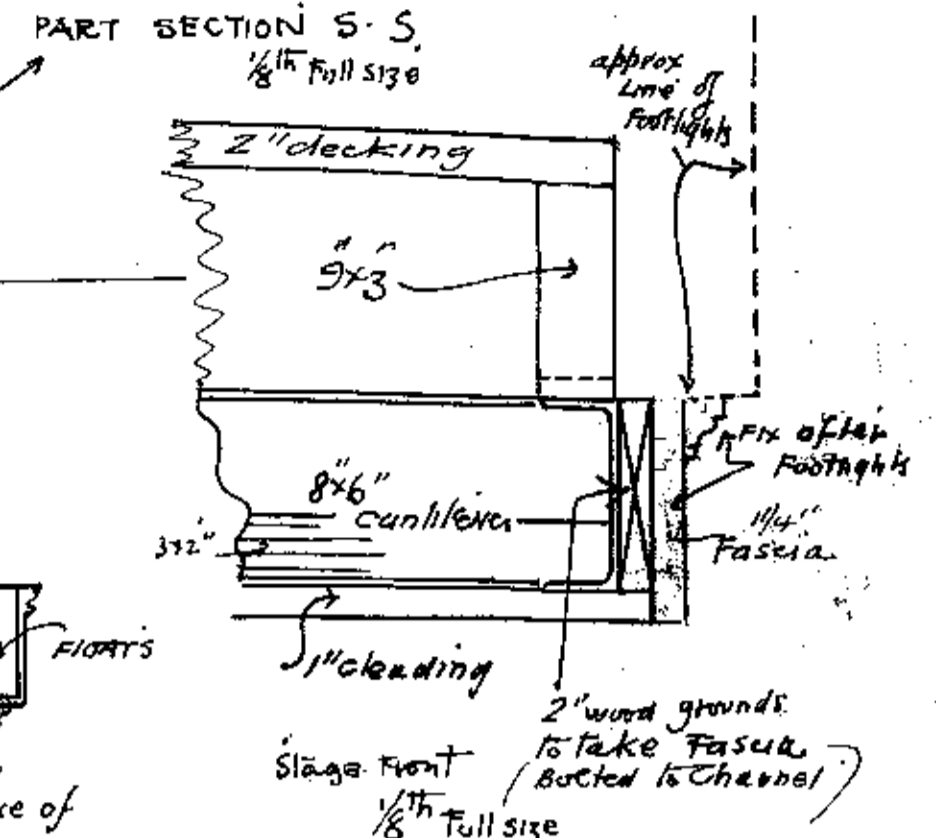 PART SECTION S-S.
1/8th Full size
approx
Line of
Footlights
2" decking
9"x3"
Fix after
Footlights
8"x6"
cantilever
3x2"
1 1/4"
Fascia
FLOATS
1" cleading
2" wood grounds
to take Fascia
Bolted to Channel
Stage Front
1/8th Full size
of